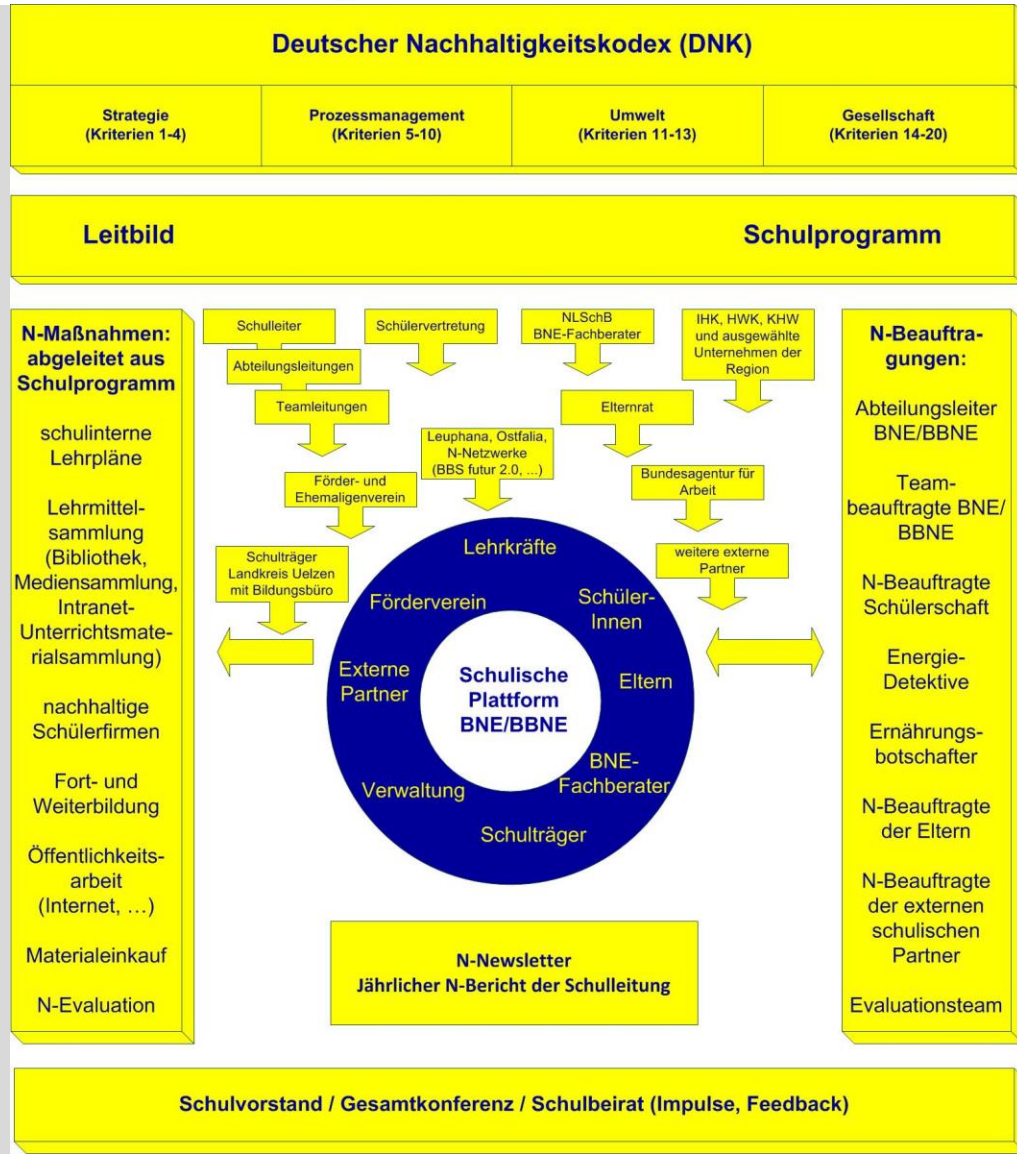 Deutscher Nachhaltigkeitskodex (DNK)
Strategie
(Kriterien 1-4)
Prozessmanagement
(Kriterien 5-10)
Umwelt
(Kriterien 11-13)
Gesellschaft
(Kriterien 14-20)
Leitbild
Schulprogramm
N-Maßnahmen:
abgeleitet aus
Schulprogramm
schulinterne
Lehrpläne
Lehrmittel-
sammlung
(Bibliothek,
Mediensammlung,
Intranet-
Unterrichtsmate-
rialsammlung)
nachhaltige
Schülerfirmen
Fort- und
Weiterbildung
Öffentlichkeits-
arbeit
(Internet, …)
Materialeinkauf
N-Evaluation
Schulleiter
Abteilungsleitungen
Teamleitungen
Schülervertretung
NLSchB
BNE-Fachberater
IHK, HWK, KHW
und ausgewählte
Unternehmen der
Region
Elternrat
Leuphana, Ostfalia,
N-Netzwerke
(BBS futur 2.0, ...)
Förder- und
Ehemaligenverein
Bundesagentur für
Arbeit
Schulträger
Landkreis Uelzen
mit Bildungsbüro
weitere externe
Partner
Lehrkräfte
Schüler-
Innen
Eltern
BNE-
Fachberater
Schulträger
Verwaltung
Externe
Partner
Förderverein
Schulische
Plattform
BNE/BBNE
N-Newsletter
Jährlicher N-Bericht der Schulleitung
N-Beauftra-
gungen:
Abteilungsleiter
BNE/BBNE
Team-
beauftragte BNE/
BBNE
N-Beauftragte
Schülerschaft
Energie-
Detektive
Ernährungs-
botschafter
N-Beauftragte
der Eltern
N-Beauftragte
der externen
schulischen
Partner
Evaluationsteam
Schulvorstand / Gesamtkonferenz / Schulbeirat (Impulse, Feedback)